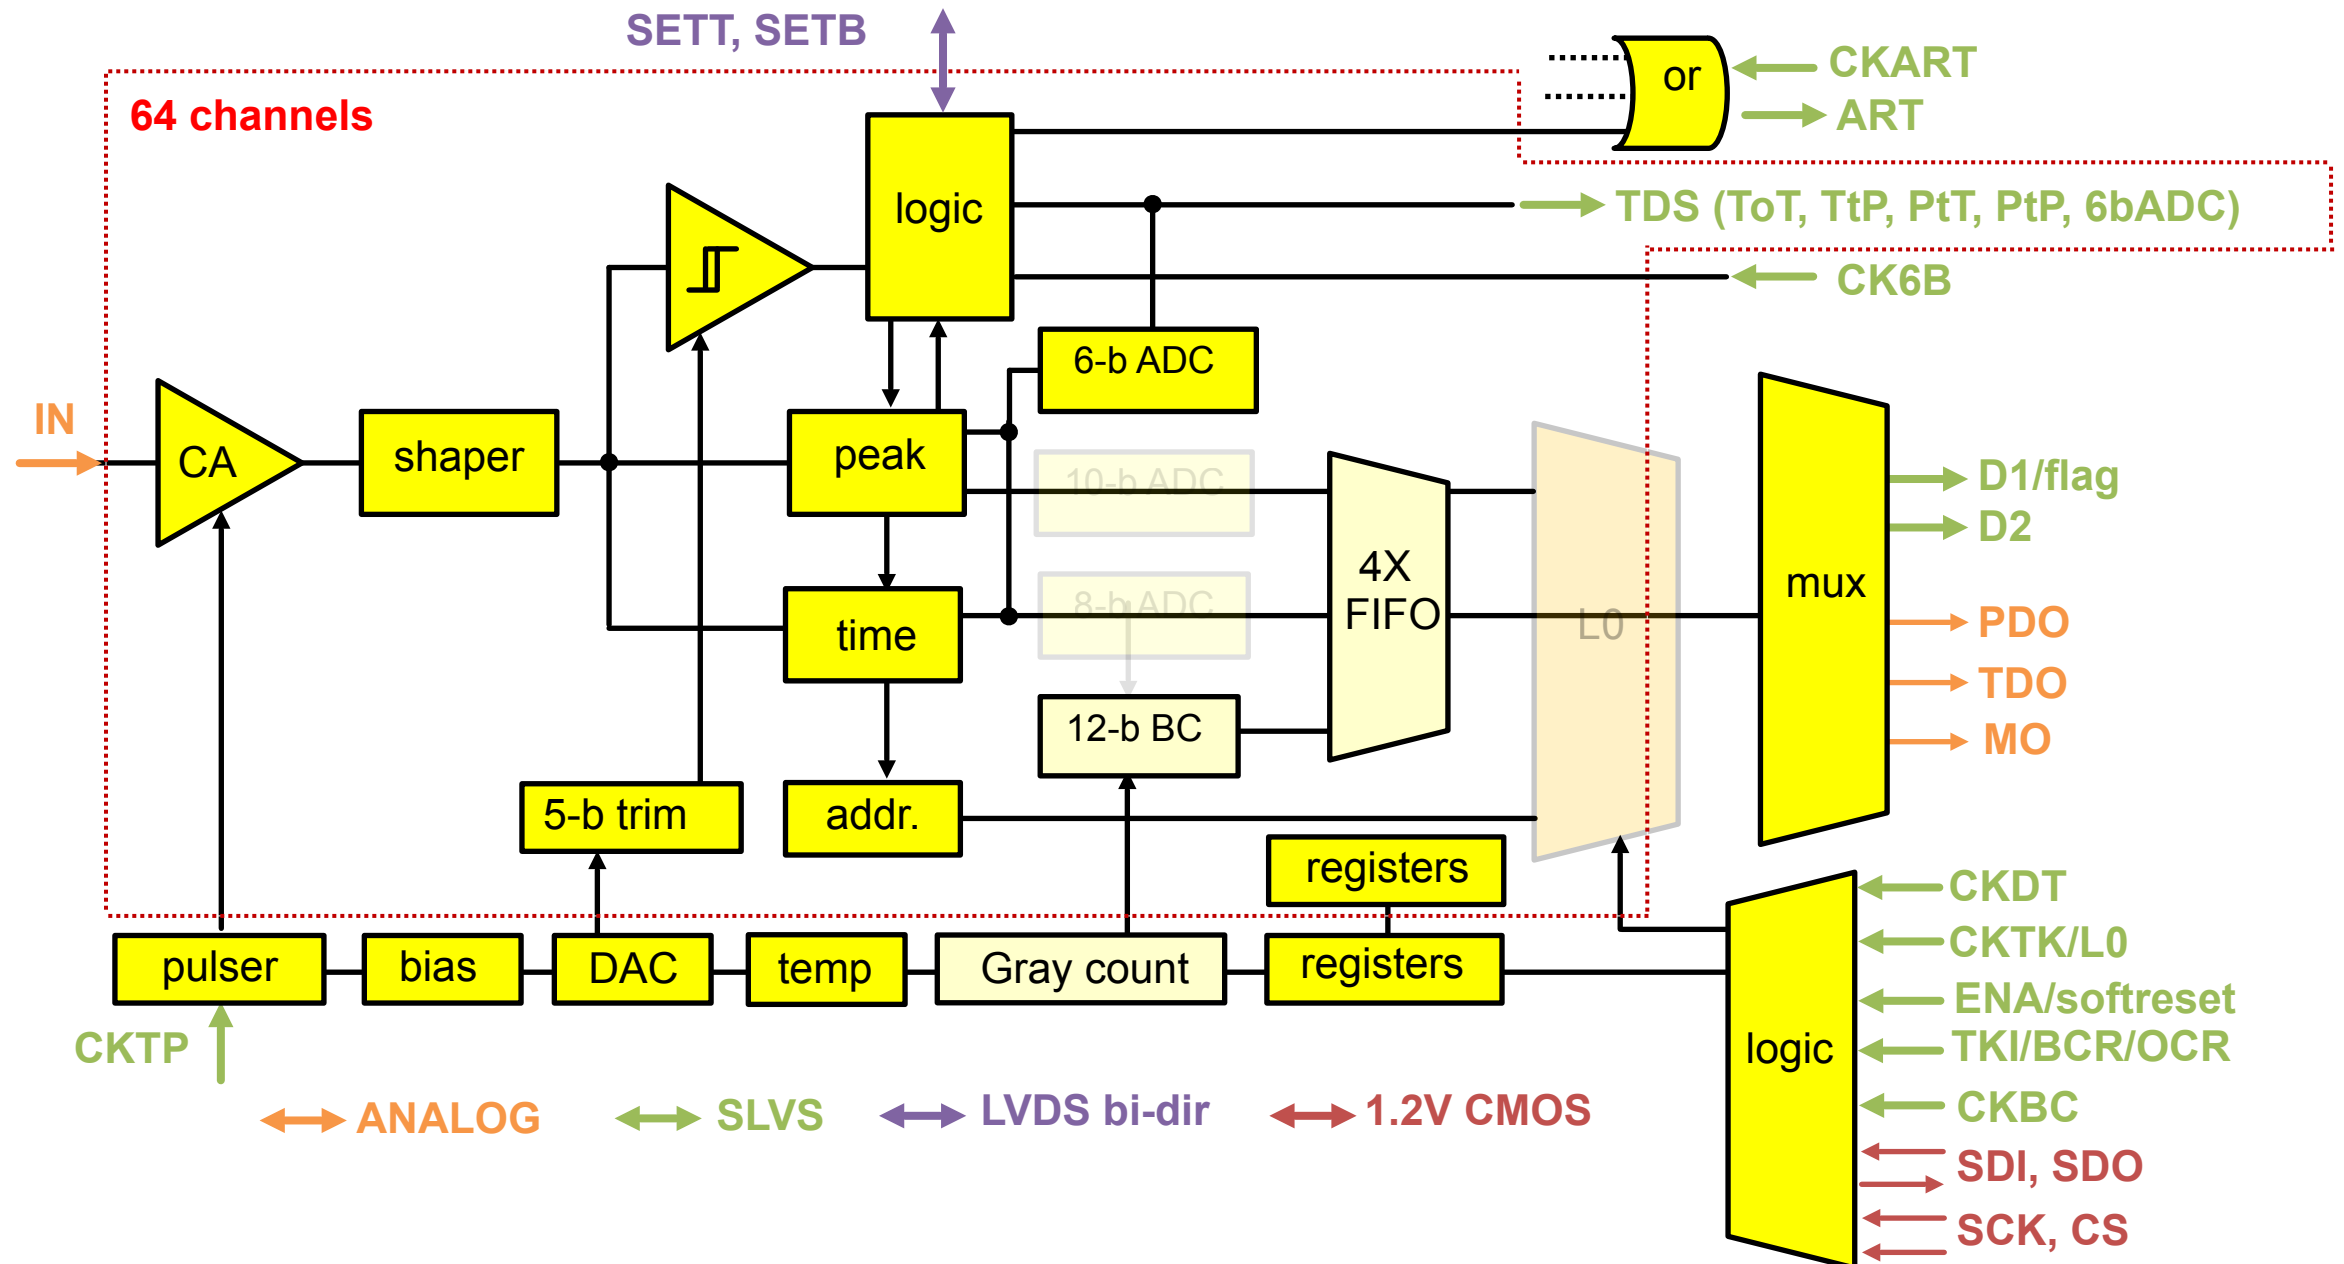 SETT, SETB
or
CKART
ART
64 channels
logic
TDS (ToT, TtP, PtT, PtP, 6bADC)
CK6B
6-b ADC
IN
CA
shaper
peak
10-b ADC
D1/flag
D2
4X
FIFO
mux
8-b ADC
time
L0
PDO
TDO
MO
12-b BC
5-b trim
addr.
registers
CKDT
pulser
bias
DAC
temp
Gray count
registers
CKTK/L0
ENA/softreset
CKTP
logic
TKI/BCR/OCR
ANALOG
SLVS
LVDS bi-dir
1.2V CMOS
CKBC
SDI, SDO
SCK, CS